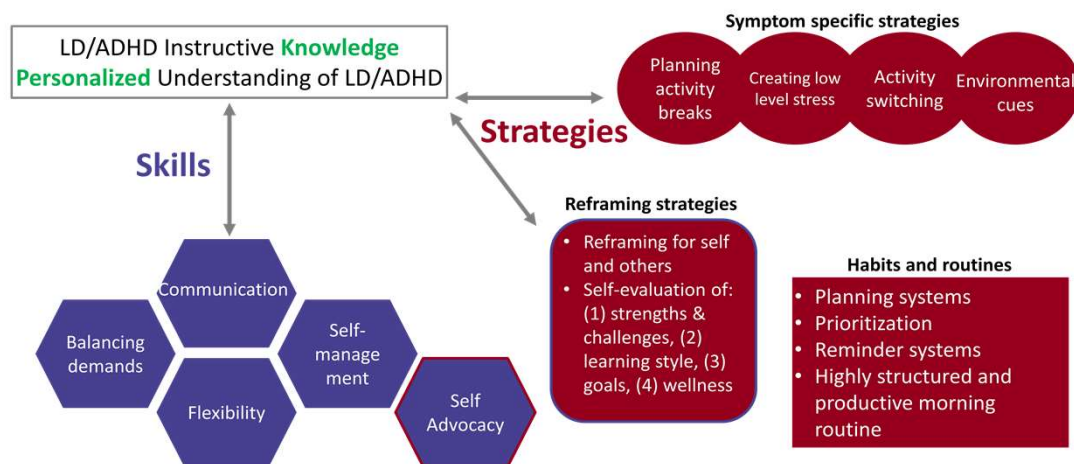 LD/ADHD Instructive Knowledge
Personalized Understanding of LD/ADHD
Symptom specific strategies
Planning
activity
breaks
Creating low
level stress
Activity
switching
Environmental
cues
Strategies
Skills
Reframing strategies
• Reframing for self
and others
• Self-evaluation of:
(1) strengths &
challenges, (2)
learning style, (3)
goals, (4) wellness
Habits and routines
• Planning systems
• Prioritization
• Reminder systems
• Highly structured and
productive morning
routine
Communication
Balancing
demands
Self-
manage
ment
Flexibility
Self
Advocacy